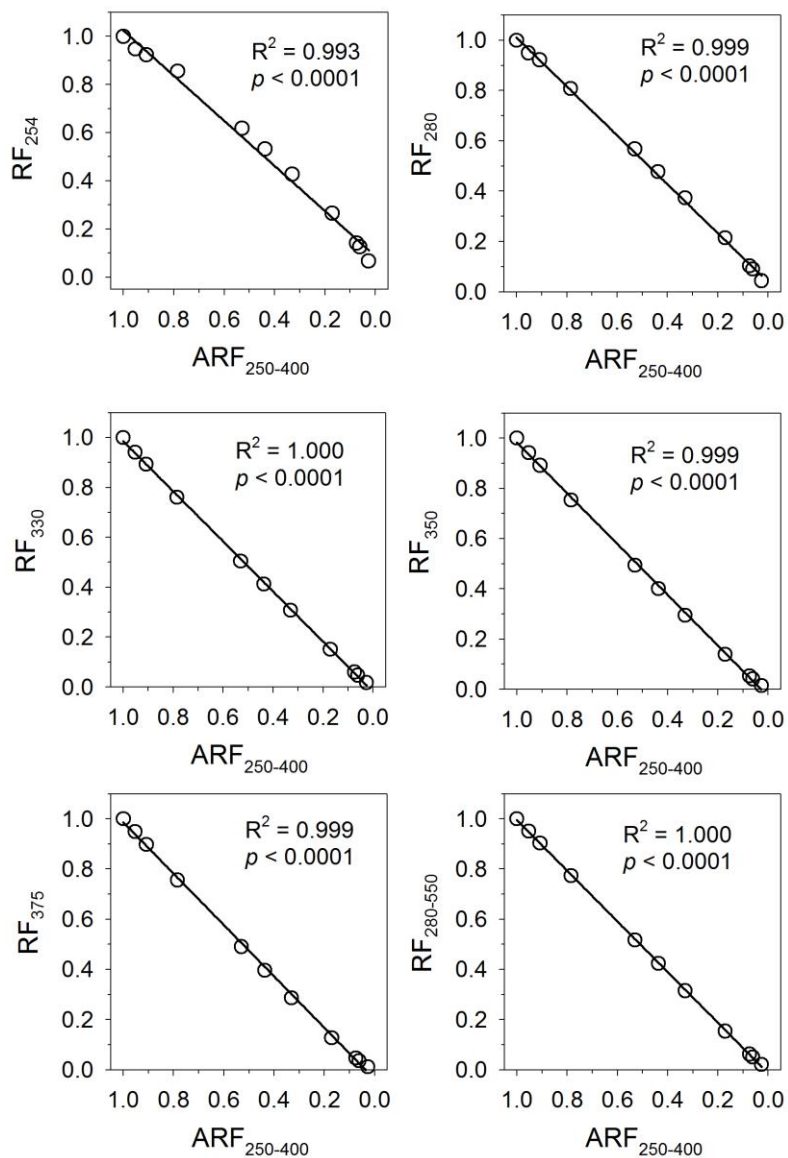 R² = 0.993
p < 0.0001
RF₂₅₄
1.0
0.8
0.6
0.4
0.2
0.0
1.0 0.8 0.6 0.4 0.2 0.0
ARF₂₅₀₋₄₀₀
R² = 0.999
p < 0.0001
RF₂₈₀
1.0
0.8
0.6
0.4
0.2
0.0
1.0 0.8 0.6 0.4 0.2 0.0
ARF₂₅₀₋₄₀₀
R² = 1.000
p < 0.0001
RF₃₃₀
1.0
0.8
0.6
0.4
0.2
0.0
1.0 0.8 0.6 0.4 0.2 0.0
ARF₂₅₀₋₄₀₀
R² = 0.999
p < 0.0001
RF₃₅₀
1.0
0.8
0.6
0.4
0.2
0.0
1.0 0.8 0.6 0.4 0.2 0.0
ARF₂₅₀₋₄₀₀
R² = 0.999
p < 0.0001
RF₃₇₅
1.0
0.8
0.6
0.4
0.2
0.0
1.0 0.8 0.6 0.4 0.2 0.0
ARF₂₅₀₋₄₀₀
R² = 1.000
p < 0.0001
RF₂₈₀₋₅₅₀
1.0
0.8
0.6
0.4
0.2
0.0
1.0 0.8 0.6 0.4 0.2 0.0
ARF₂₅₀₋₄₀₀